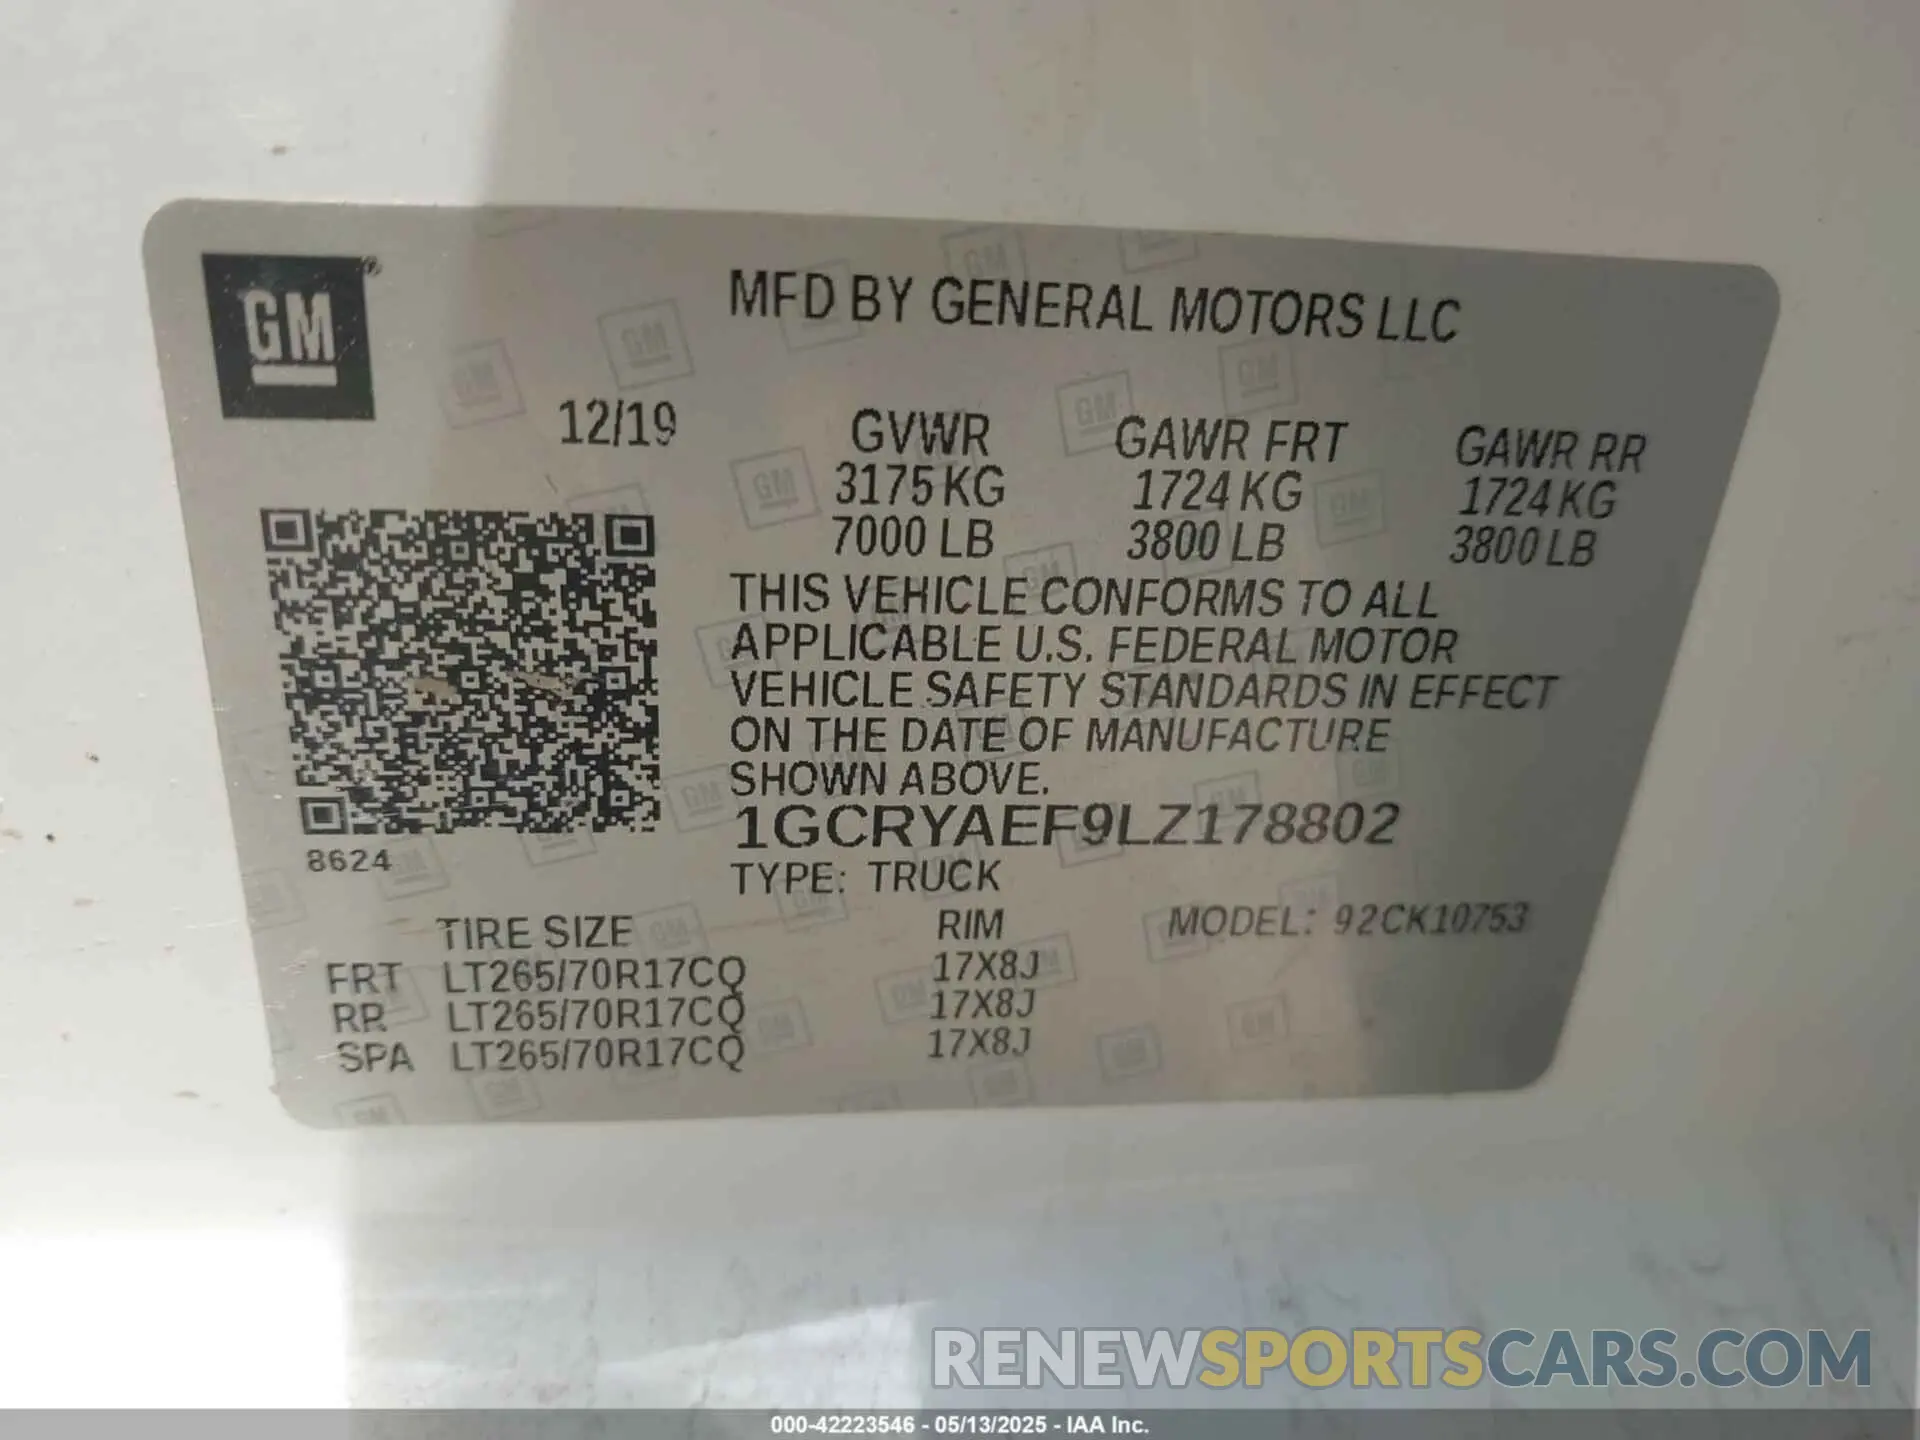 GM®
MFD BY GENERAL MOTORS LLC
12/19 GVWR GAWR FRT GAWR RR
3175 KG 1724 KG 1724 KG
7000 LB 3800 LB 3800 LB
THIS VEHICLE CONFORMS TO ALL
APPLICABLE U.S. FEDERAL MOTOR
VEHICLE SAFETY STANDARDS IN EFFECT
ON THE DATE OF MANUFACTURE
SHOWN ABOVE.
1GCRYAEF9LZ178802
8624
TYPE: TRUCK
TIRE SIZE RIM MODEL: 92CK10753
FRT LT265/70R17CQ 17X8J
RR LT265/70R17CQ 17X8J
SPA LT265/70R17CQ 17X8J
RENEWSPORTSCARS.COM
000-42223546 - 05/13/2025 - IAA Inc.